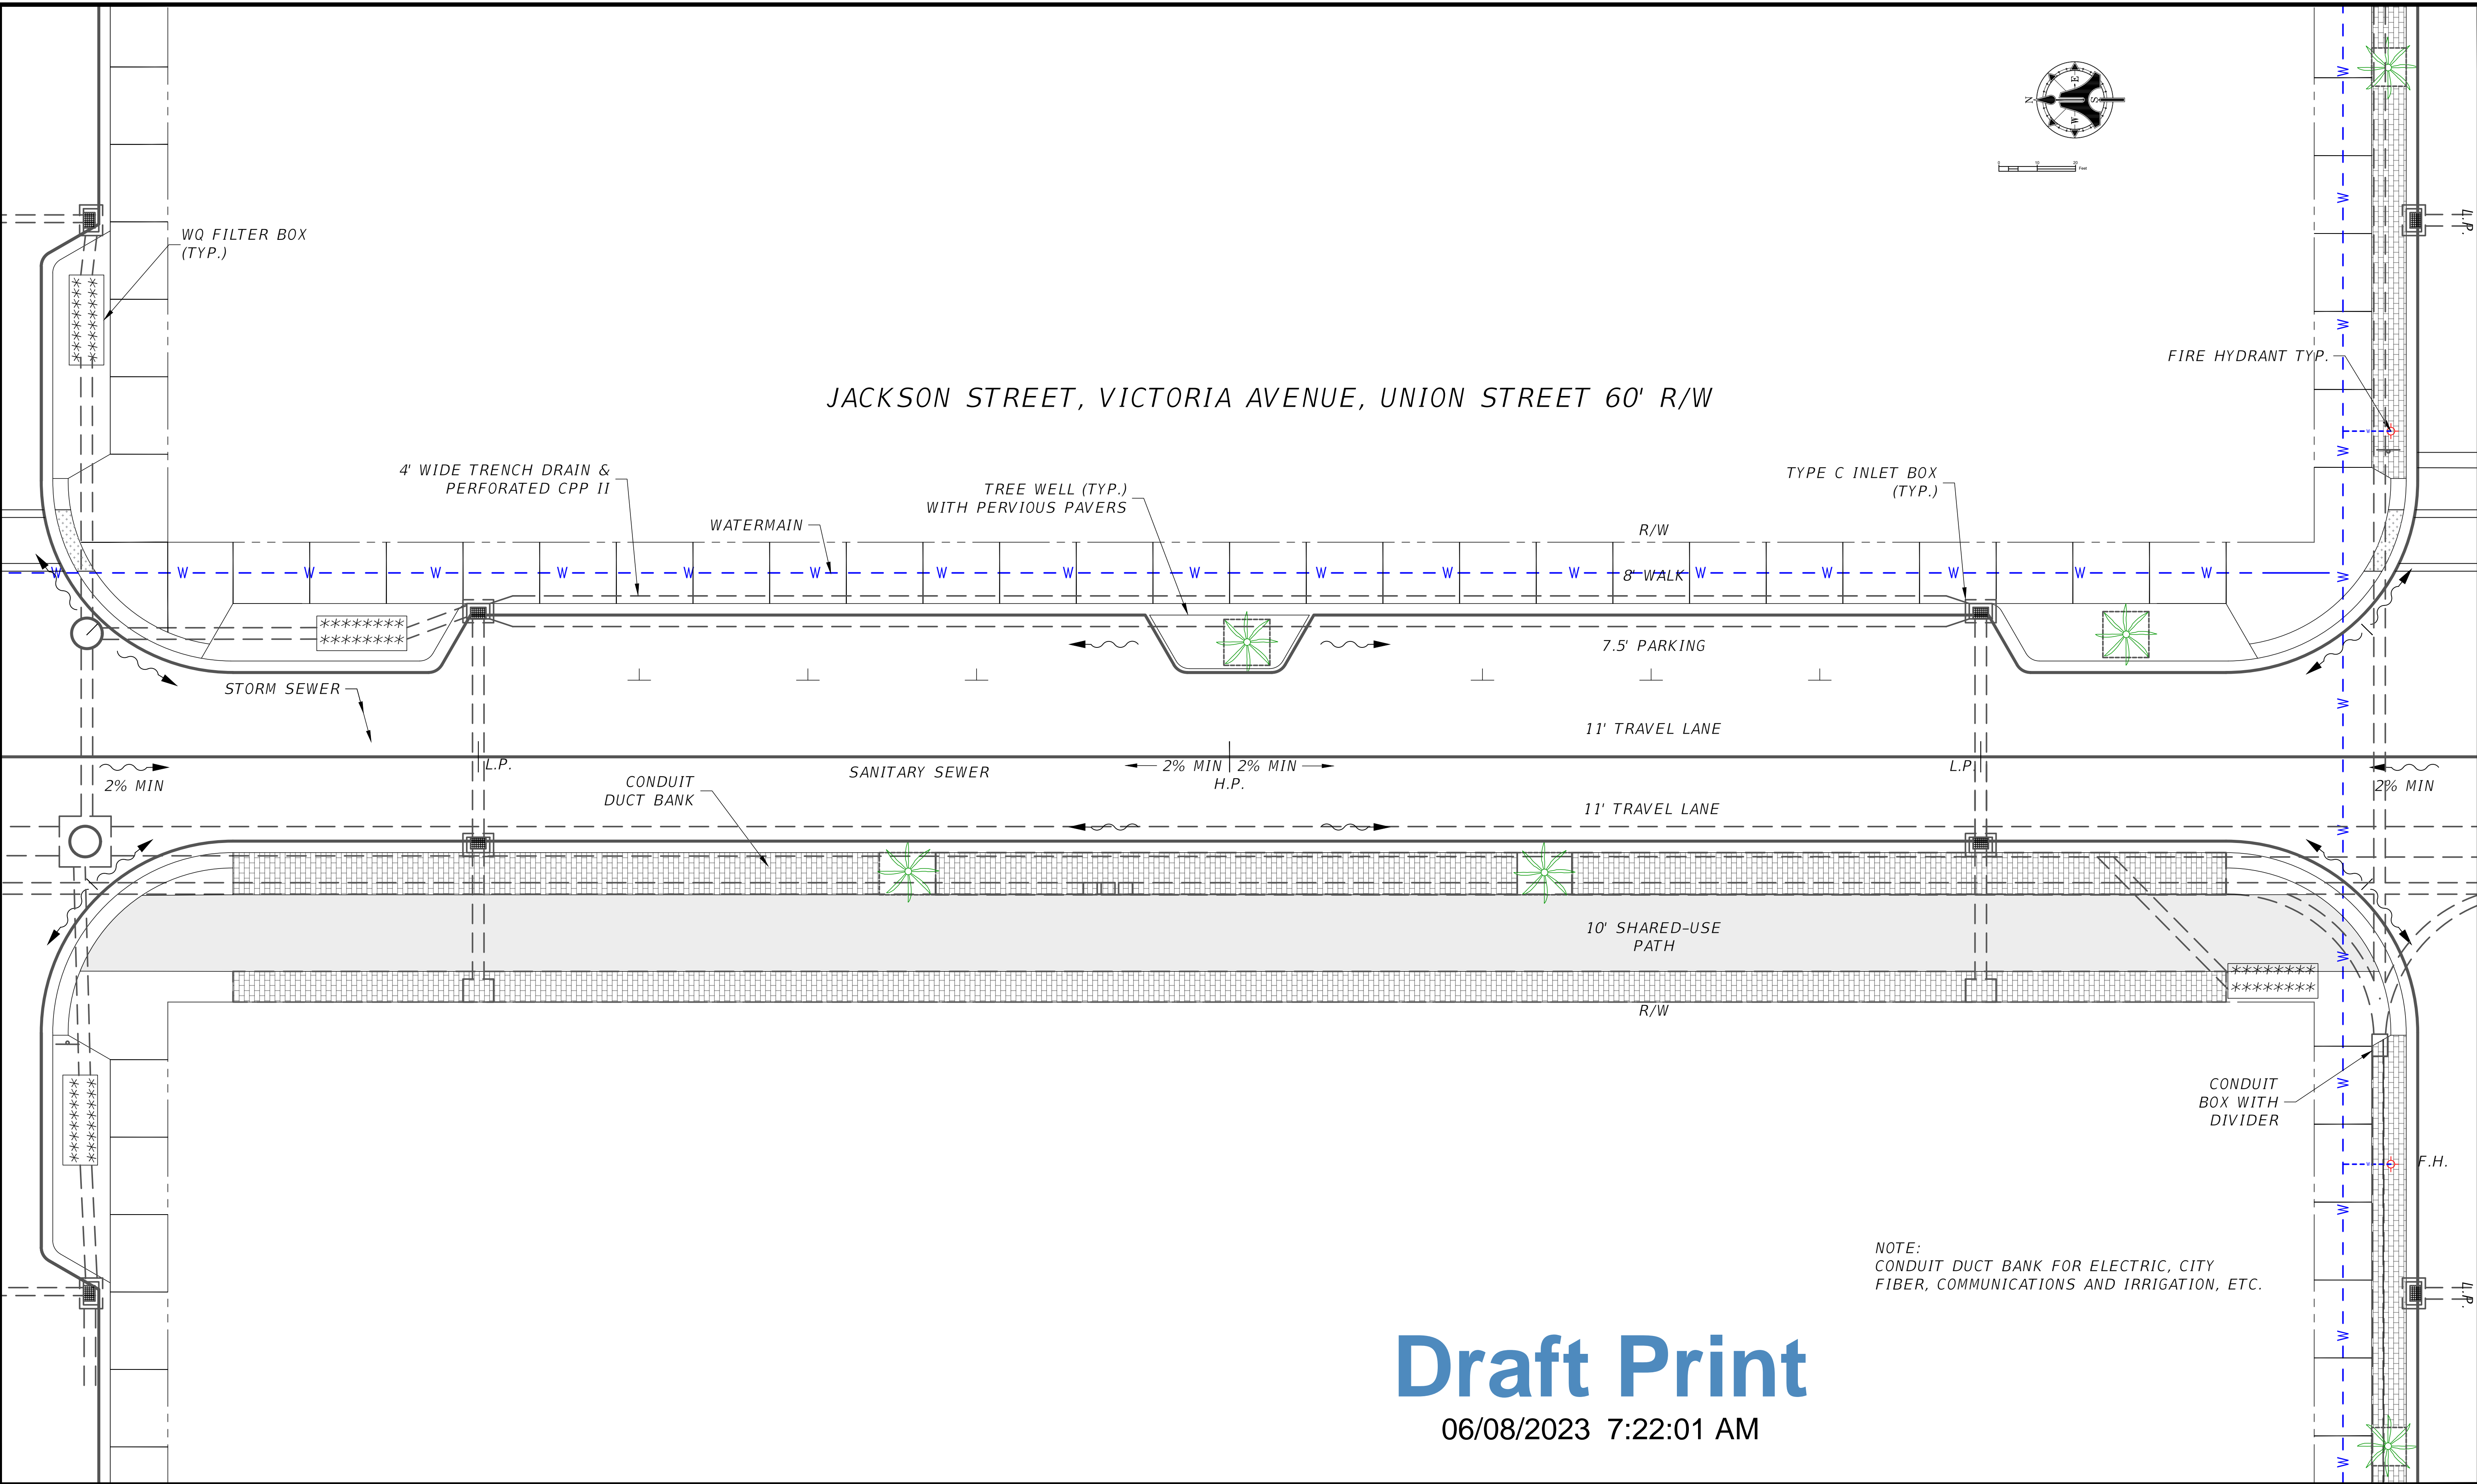 N
E
S
W
0 10 20
Feet
L.P.
WQ FILTER BOX
(TYP.)
FIRE HYDRANT TYP.
JACKSON STREET, VICTORIA AVENUE, UNION STREET 60' R/W
4' WIDE TRENCH DRAIN &
PERFORATED CPP II
TREE WELL (TYP.)
WITH PERVIOUS PAVERS
TYPE C INLET BOX
(TYP.)
WATERMAIN
R/W
W W W W W W W W W W W W W W W W W W
8' WALK
7.5' PARKING
STORM SEWER
11' TRAVEL LANE
2% MIN
L.P.
SANITARY SEWER
2% MIN 2% MIN
H.P.
L.P.
2% MIN
CONDUIT
DUCT BANK
11' TRAVEL LANE
10' SHARED-USE
PATH
R/W
CONDUIT
BOX WITH
DIVIDER
F.H.
W W W W W W W W W W W W
NOTE:
CONDUIT DUCT BANK FOR ELECTRIC, CITY
FIBER, COMMUNICATIONS AND IRRIGATION, ETC.
L.P.
Draft Print
06/08/2023 7:22:01 AM